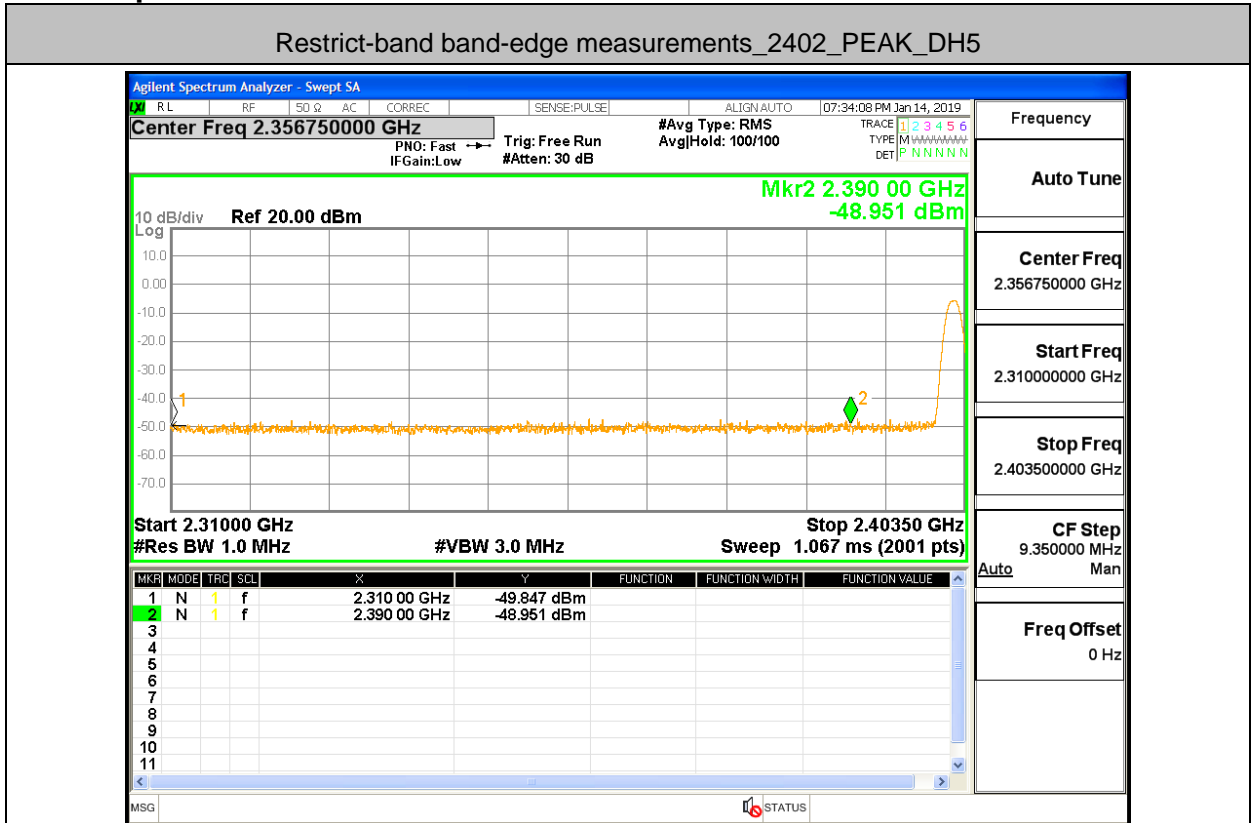 Restrict-band band-edge measurements_2402_PEAK_DH5
Agilent Spectrum Analyzer - Swept SA
LXI RL RF 50 Ω AC CORREC SENSE:PULSE ALIGN AUTO 07:34:08 PM Jan 14, 2019
Center Freq 2.356750000 GHz #Avg Type: RMS TRACE 1 2 3 4 5 6
PNO: Fast Trig: Free Run Avg|Hold: 100/100 TYPE M WWWWW
IFGain:Low #Atten: 30 dB DET P N N N N N
Mkr2 2.390 00 GHz
10 dB/div Ref 20.00 dBm -48.951 dBm
Log
10.0
0.00
-10.0
-20.0
-30.0
-40.0
-50.0
-60.0
-70.0
1
2
Start 2.31000 GHz Stop 2.40350 GHz
#Res BW 1.0 MHz #VBW 3.0 MHz Sweep 1.067 ms (2001 pts)
MKR MODE TRC SCL X Y FUNCTION FUNCTION WIDTH FUNCTION VALUE
1 N 1 f 2.310 00 GHz -49.847 dBm
2 N 1 f 2.390 00 GHz -48.951 dBm
3
4
5
6
7
8
9
10
11
MSG STATUS
Frequency
Auto Tune
Center Freq
2.356750000 GHz
Start Freq
2.310000000 GHz
Stop Freq
2.403500000 GHz
CF Step
9.350000 MHz
Auto Man
Freq Offset
0 Hz